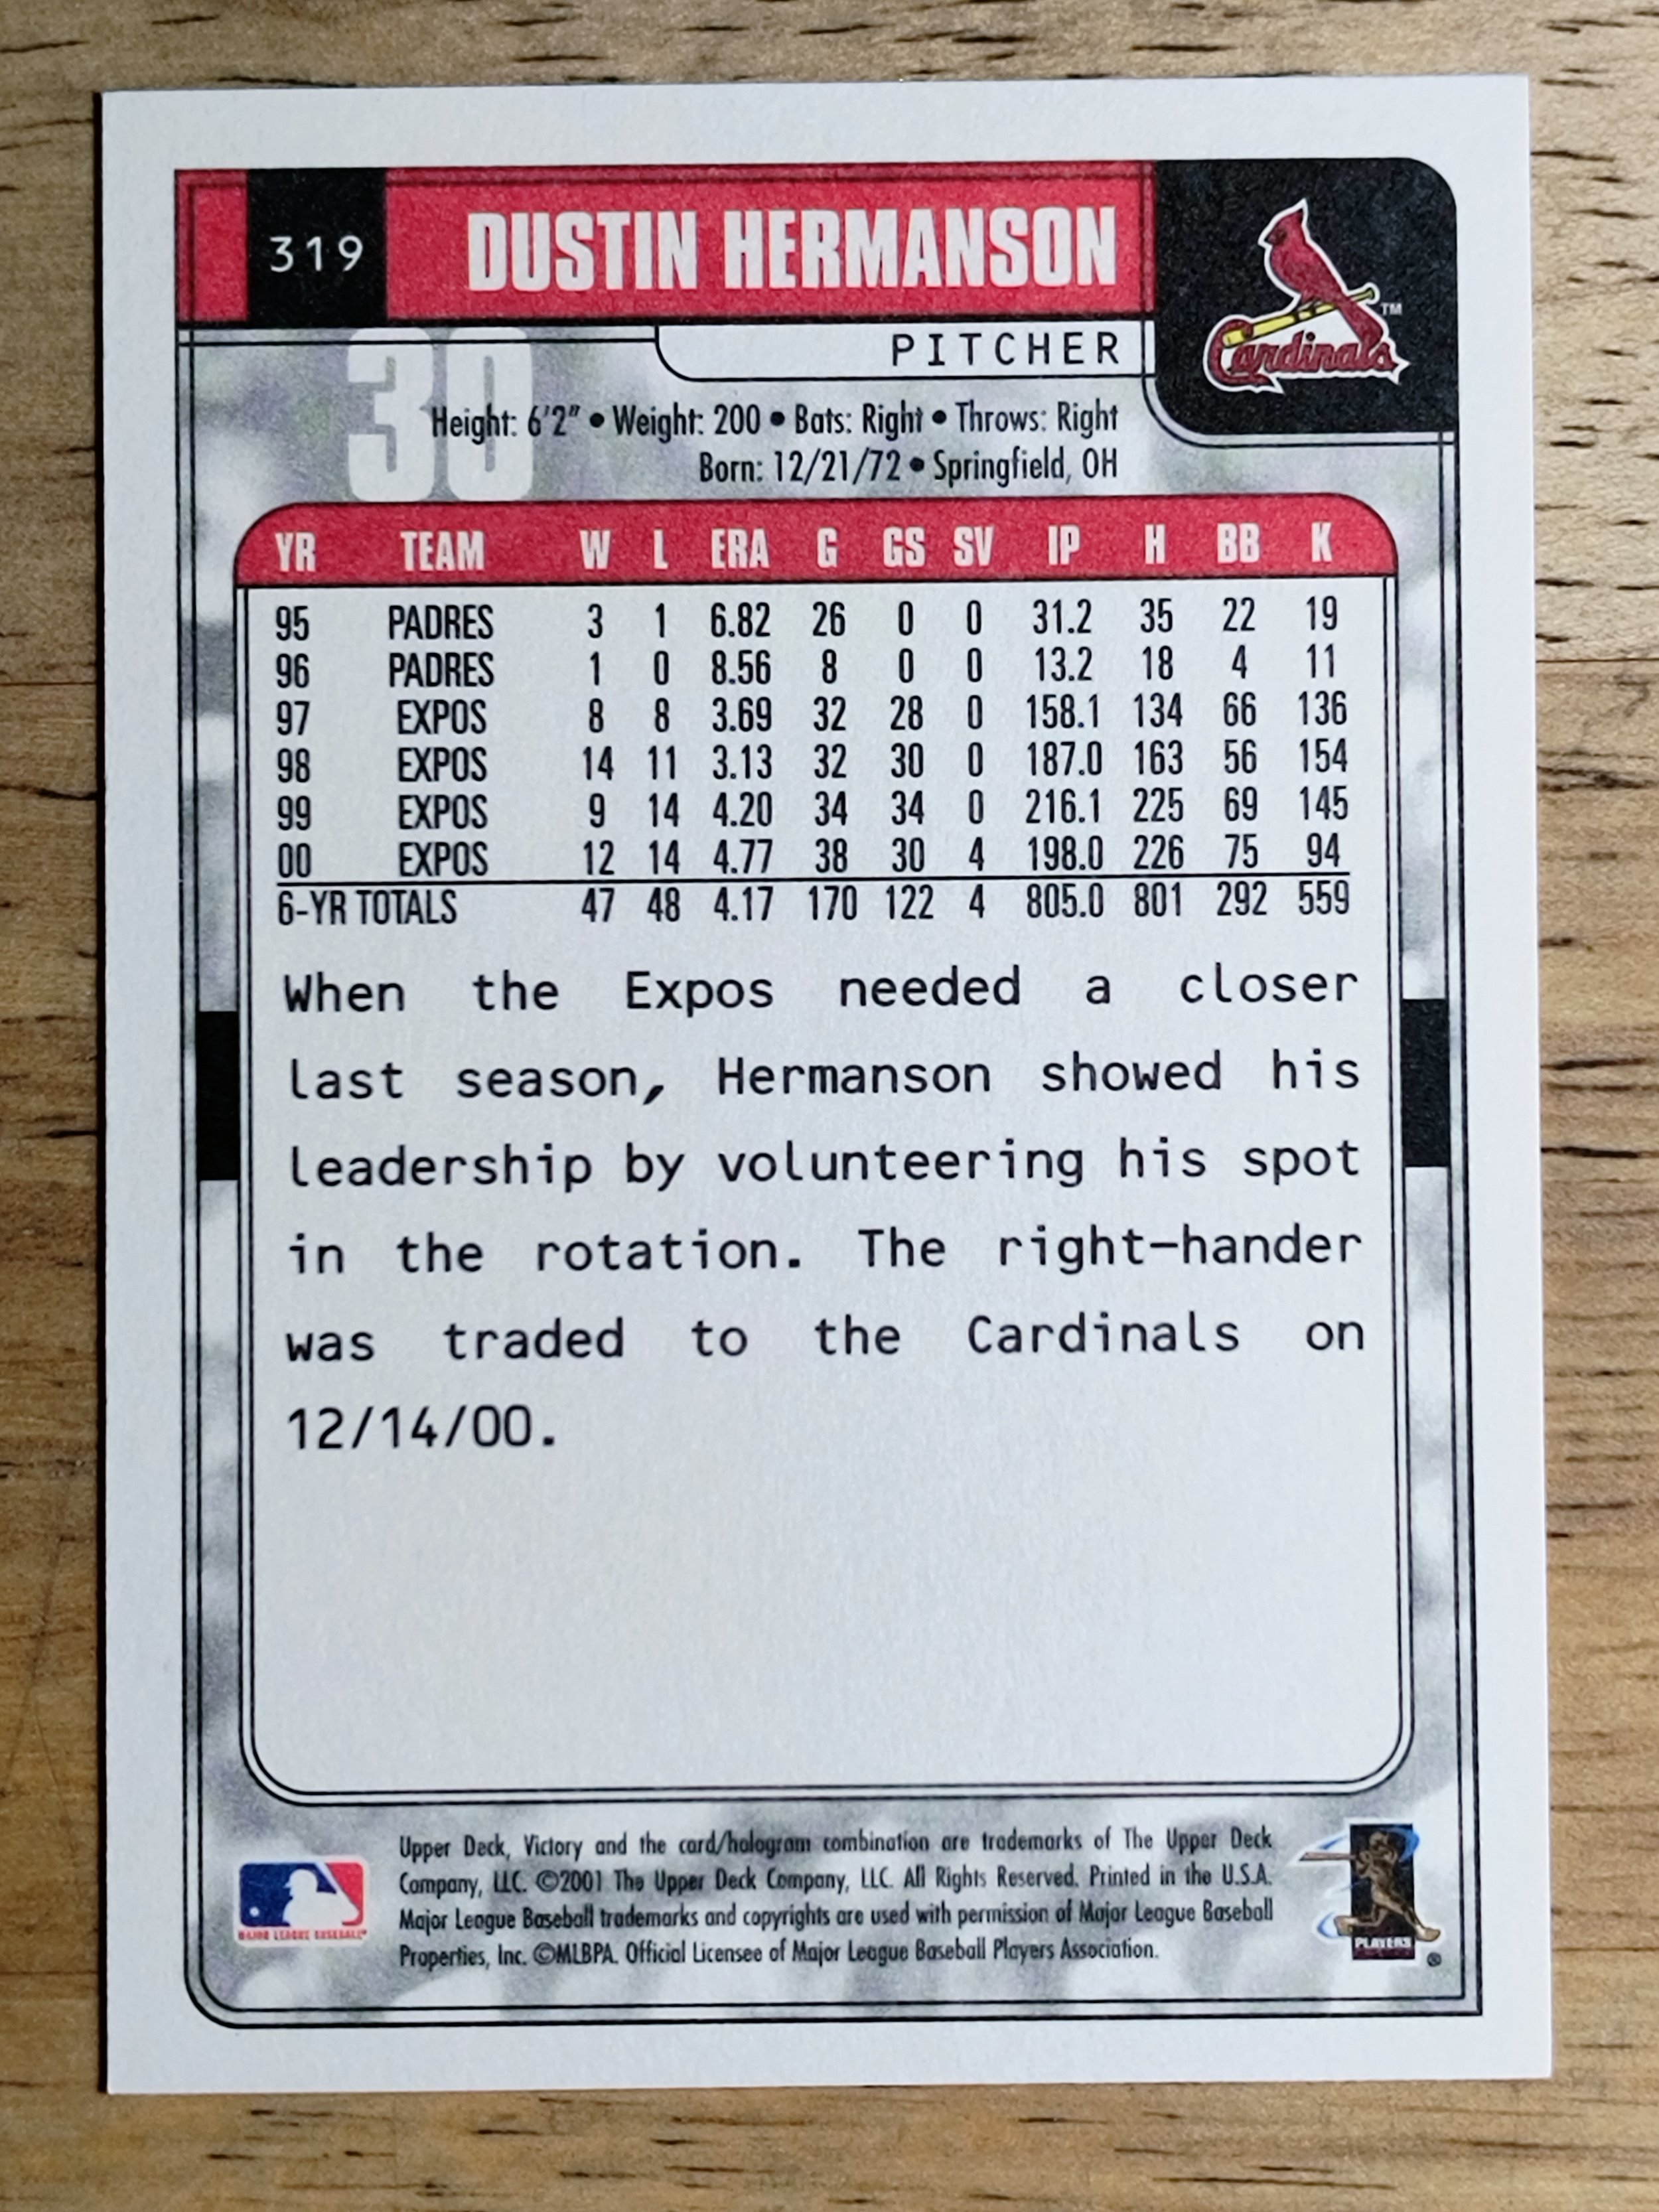 319
DUSTIN HERMANSON
PITCHER
Cardinals™
30
Height: 6'2" • Weight: 200 • Bats: Right • Throws: Right
Born: 12/21/72 • Springfield, OH
YR TEAM W L ERA G GS SV IP H BB K
95 PADRES 3 1 6.82 26 0 0 31.2 35 22 19
96 PADRES 1 0 8.56 8 0 0 13.2 18 4 11
97 EXPOS 8 8 3.69 32 28 0 158.1 134 66 136
98 EXPOS 14 11 3.13 32 30 0 187.0 163 56 154
99 EXPOS 9 14 4.20 34 34 0 216.1 225 69 145
00 EXPOS 12 14 4.77 38 30 4 198.0 226 75 94
6-YR TOTALS 47 48 4.17 170 122 4 805.0 801 292 559
When the Expos needed a closer
last season, Hermanson showed his
leadership by volunteering his spot
in the rotation. The right-hander
was traded to the Cardinals on
12/14/00.
Upper Deck, Victory and the card/hologram combination are trademarks of The Upper Deck
Company, LLC. ©2001 The Upper Deck Company, LLC. All Rights Reserved. Printed in the U.S.A.
Major League Baseball trademarks and copyrights are used with permission of Major League Baseball
Properties, Inc. ©MLBPA. Official Licensee of Major League Baseball Players Association.
MAJOR LEAGUE BASEBALL
PLAYERS
®